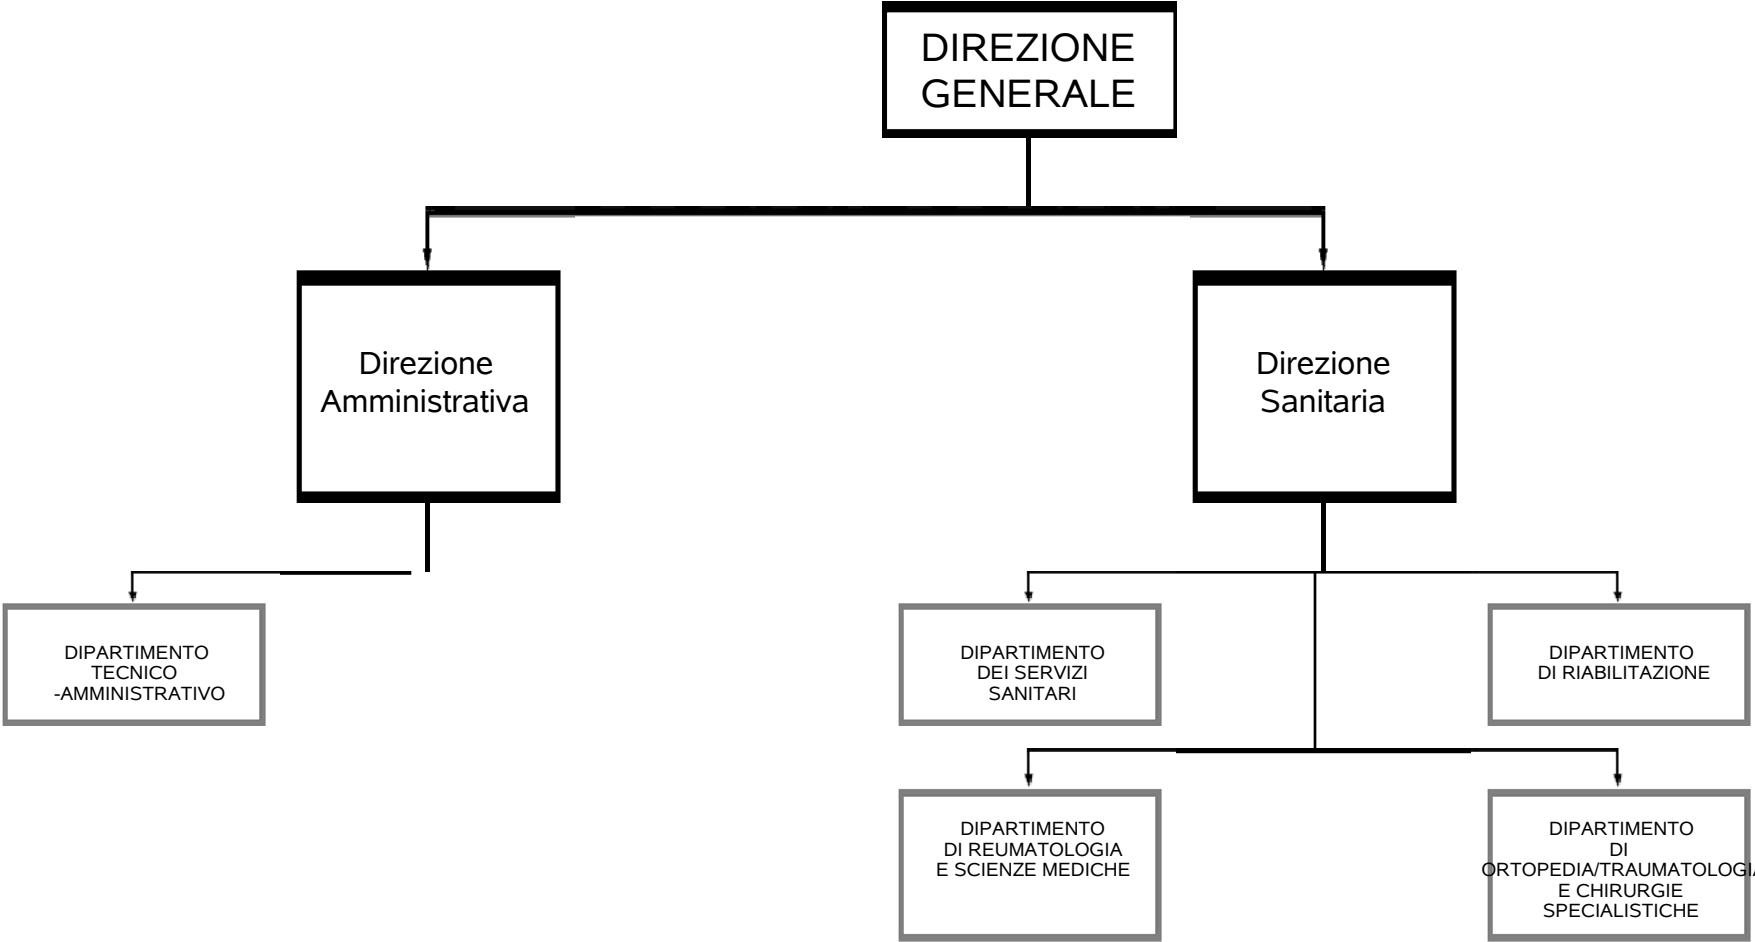 DIREZIONE
GENERALE
Direzione
Amministrativa
Direzione
Sanitaria
DIPARTIMENTO
TECNICO
-AMMINISTRATIVO
DIPARTIMENTO
DEI SERVIZI
SANITARI
DIPARTIMENTO
DI RIABILITAZIONE
DIPARTIMENTO
DI REUMATOLOGIA
E SCIENZE MEDICHE
DIPARTIMENTO
DI
ORTOPEDIA/TRAUMATOLOGIA
E CHIRURGIE
SPECIALISTICHE